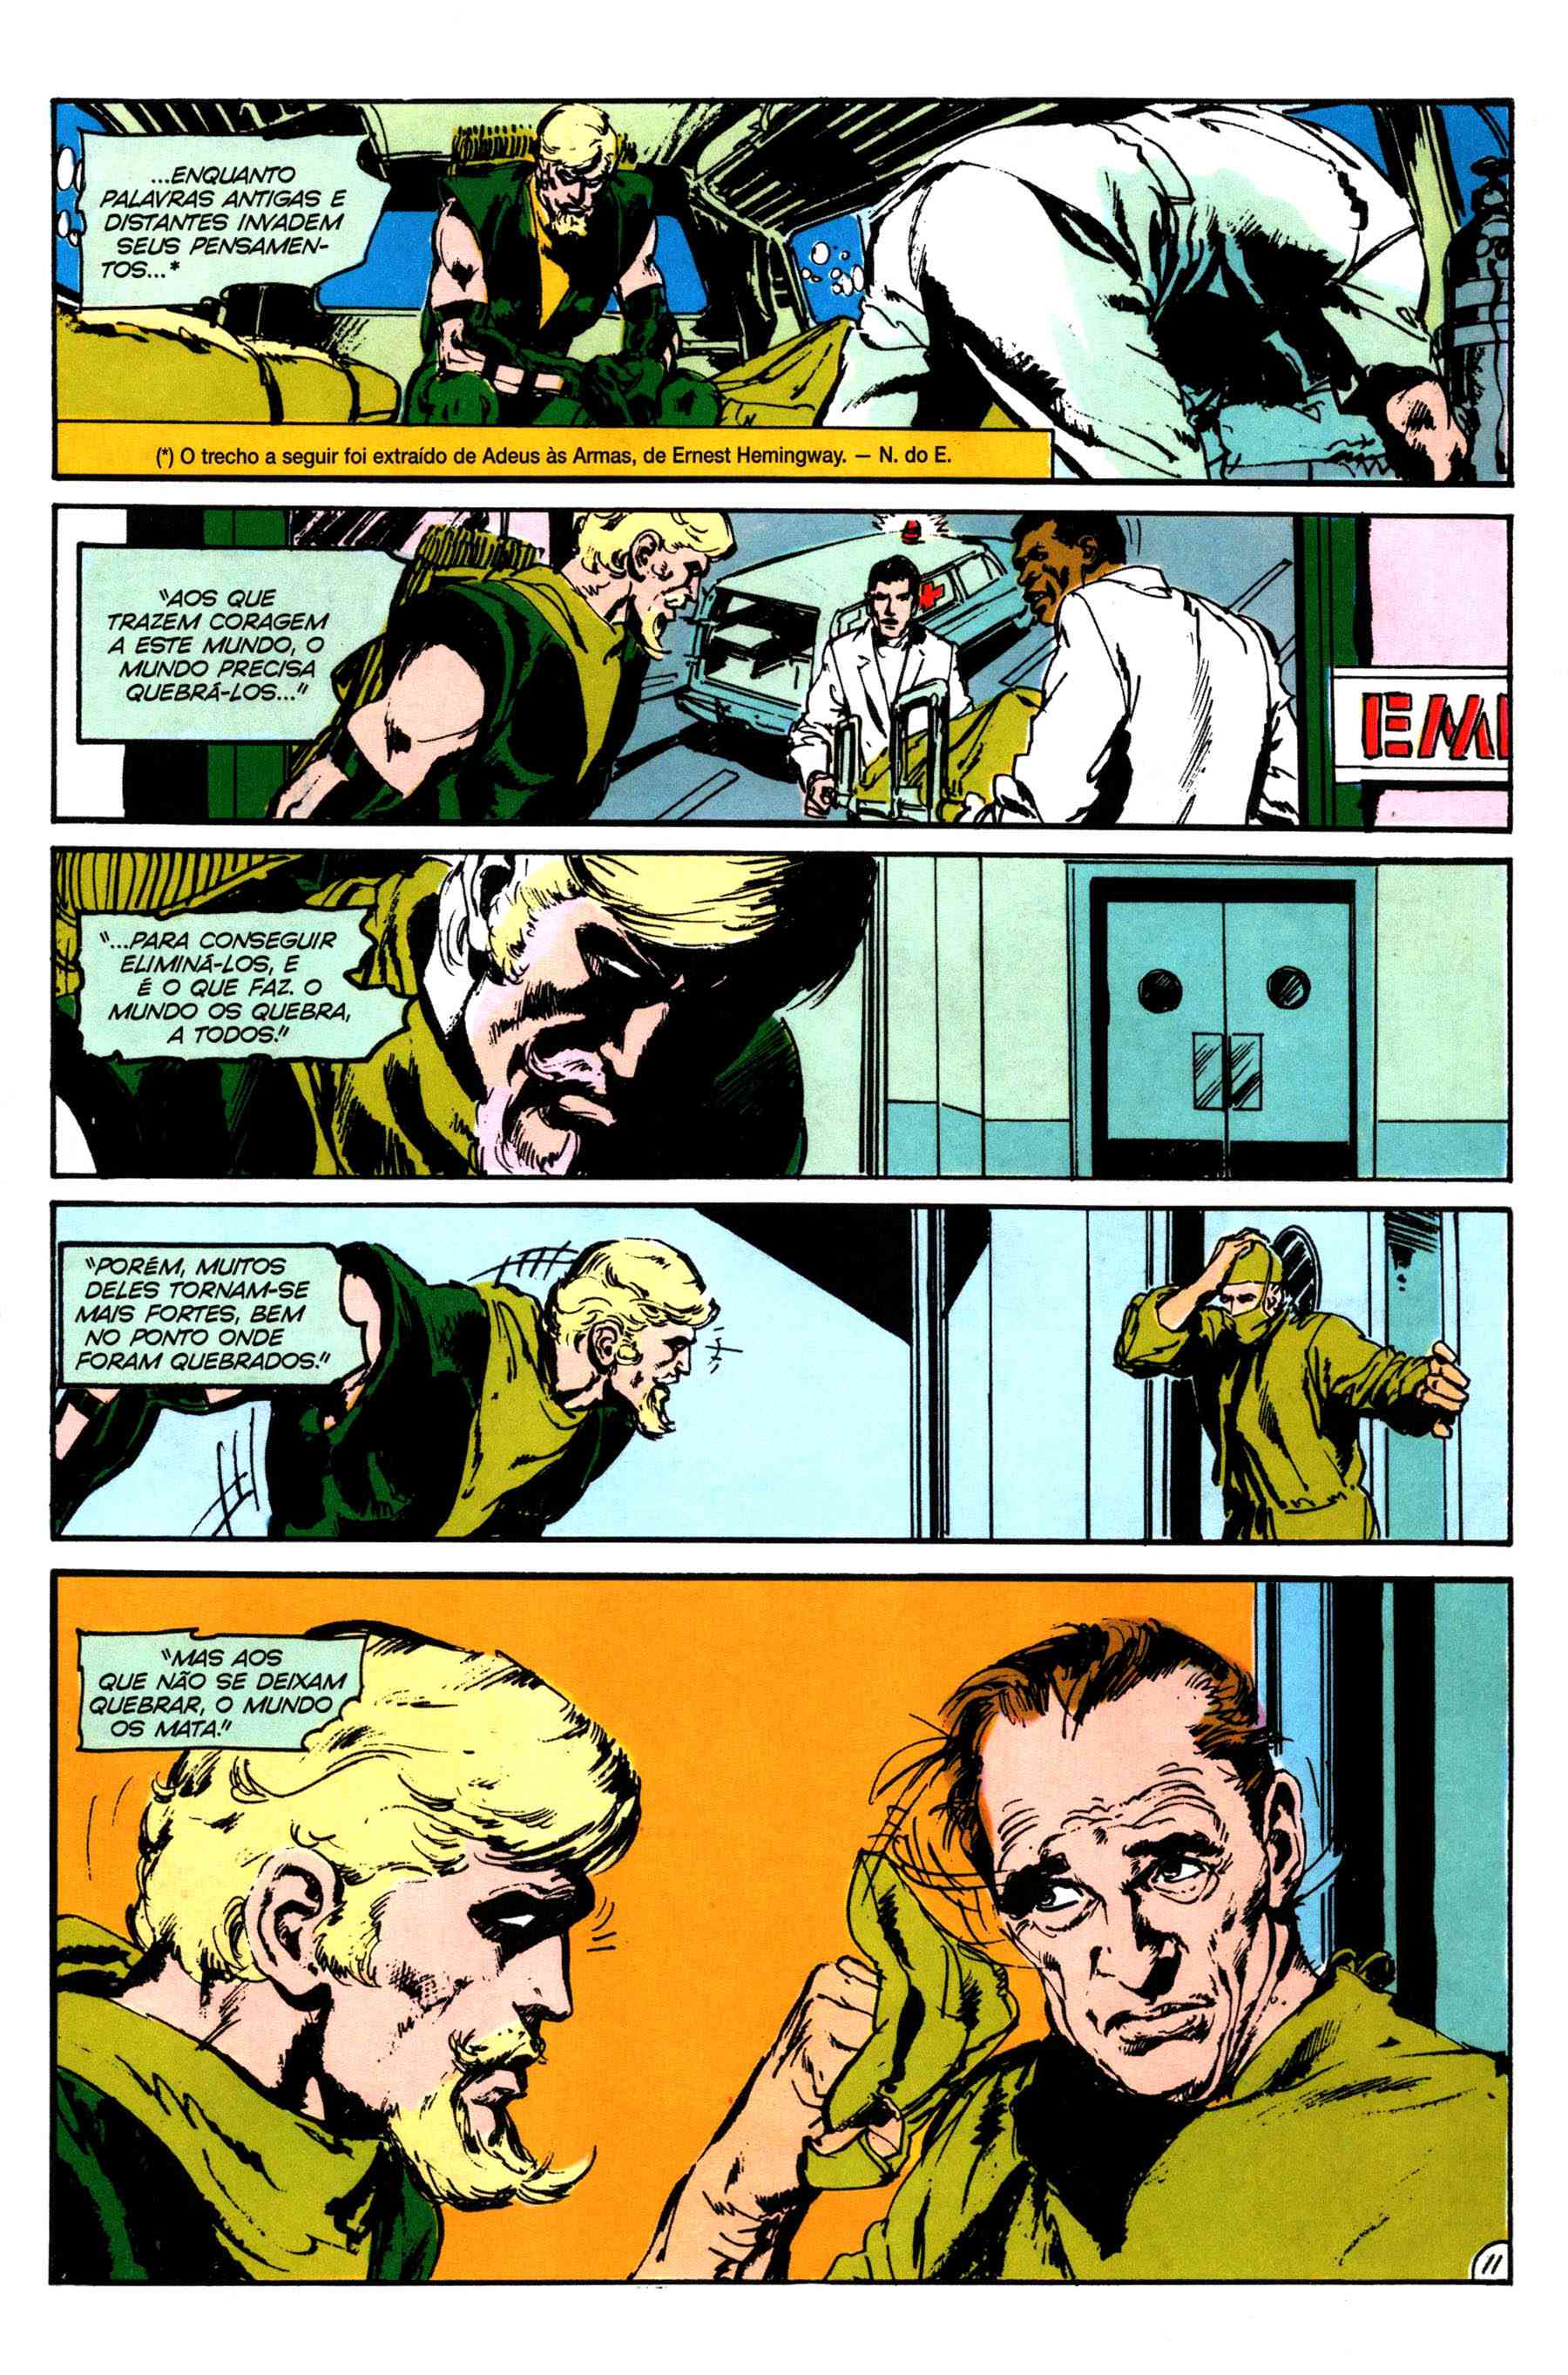 ...ENQUANTO
PALAVRAS ANTIGAS E
DISTANTES INVADEM
SEUS PENSAMEN-
TOS...*
(*) O trecho a seguir foi extraído de Adeus às Armas, de Ernest Hemingway. — N. do E.
"AOS QUE
TRAZEM CORAGEM
A ESTE MUNDO, O
MUNDO PRECISA
QUEBRÁ-LOS..."
EM
"...PARA CONSEGUIR
ELIMINÁ-LOS, E
É O QUE FAZ. O
MUNDO OS QUEBRA,
A TODOS."
"PORÉM, MUITOS
DELES TORNAM-SE
MAIS FORTES, BEM
NO PONTO ONDE
FORAM QUEBRADOS."
"MAS AOS
QUE NÃO SE DEIXAM
QUEBRAR, O MUNDO
OS MATA."
11